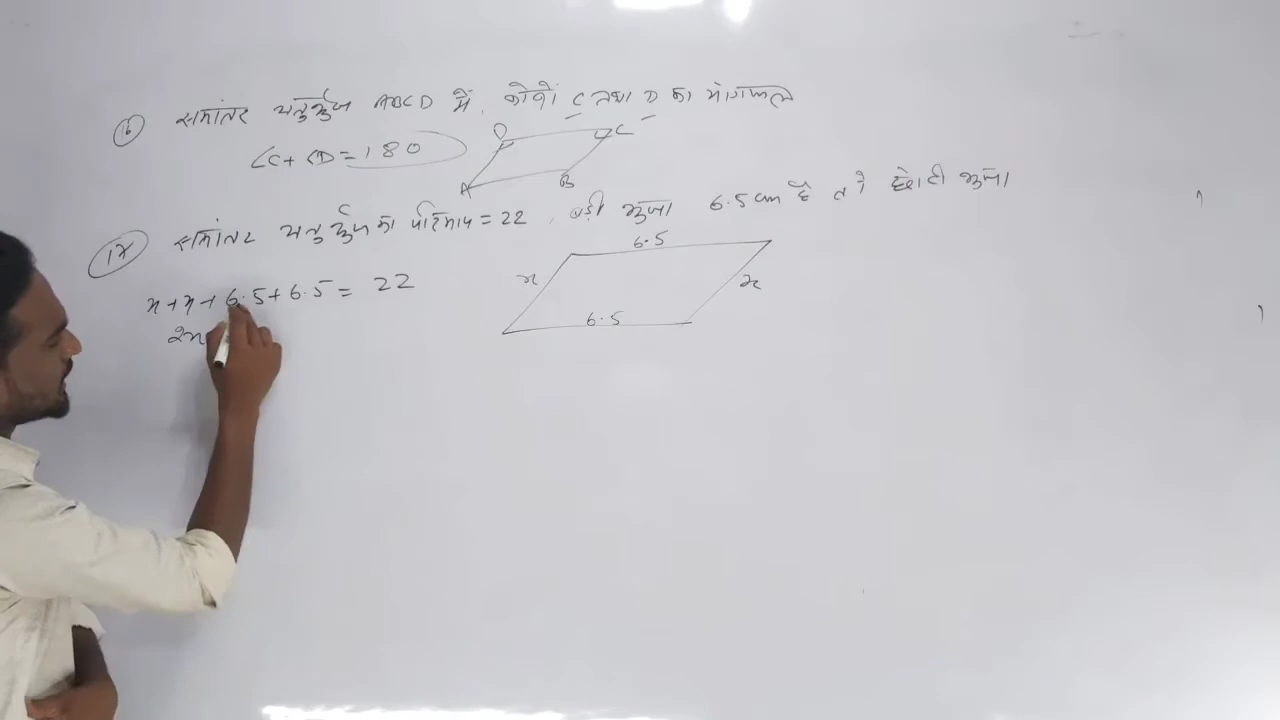 16 समांतर चतुर्भुज ABCD में, कोणों C तथा D का योगफल
∠C + ∠D = 180
D C
A B
17 समांतर चतुर्भुज का परिमाप = 22, बड़ी भुजा 6.5 cm है तो छोटी भुजा
6.5
x x
6.5
x + x + 6.5 + 6.5 = 22
2x